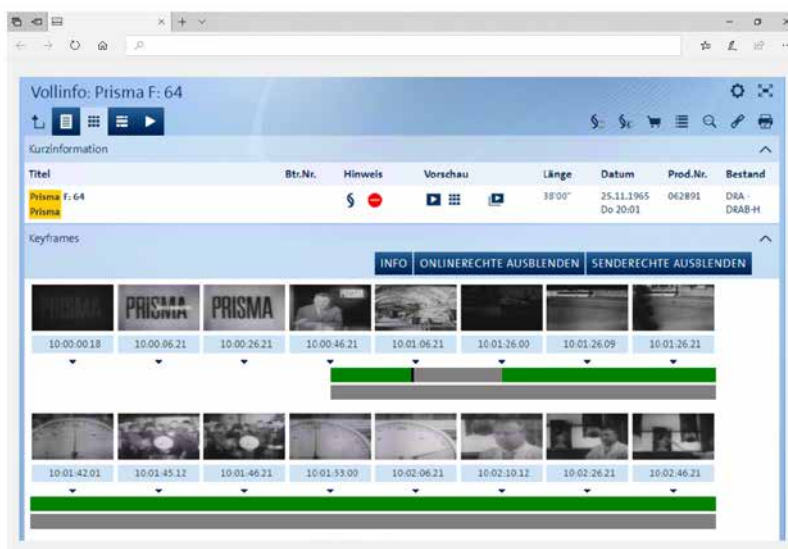 Vollinfo: Prisma F: 64
Kurzinformation
Titel Btr.Nr. Hinweis Vorschau Länge Datum Prod.Nr. Bestand
Prisma F: 64 § 38'00" 25.11.1965 062891 DRA -
Prisma Do 20:01 DRAB-H
Keyframes
INFO ONLINERECHTE AUSBLENDEN SENDERECHTE AUSBLENDEN
PRISMA PRISMA PRISMA PRISMA
10:00:00.18 10:00:06.21 10:00:26.21 10:00:46.21 10:01:06.21 10:01:26.00 10:01:26.09 10:01:26.21
10:01:42.01 10:01:45.12 10:01:46.21 10:01:53.00 10:02:06.21 10:02:10.12 10:02:26.21 10:02:46.21